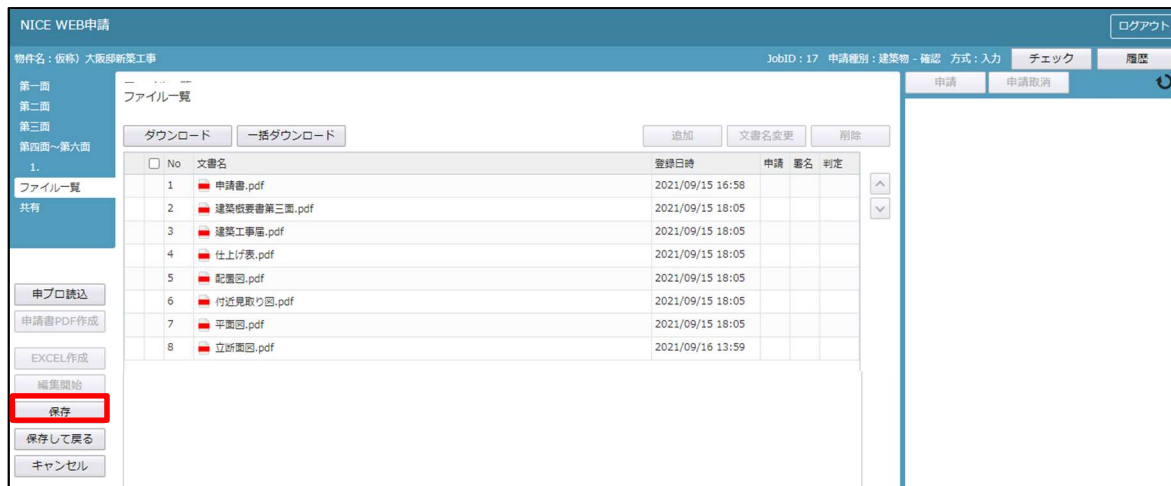 NICE WEB申請
ログアウト
物件名：仮称）大阪邸新築工事
JobID：17 申請種別：建築物 - 確認 方式：入力
チェック
履歴
第一面
第二面
第三面
第四面～第六面
1.
ファイル一覧
共有
申プロ読込
申請書PDF作成
EXCEL作成
編集開始
保存
保存して戻る
キャンセル
ファイル一覧
ダウンロード
一括ダウンロード
追加
文書名変更
削除
No 文書名 登録日時 申請 署名 判定
1 申請書.pdf 2021/09/15 16:58
2 建築概要書第三面.pdf 2021/09/15 18:05
3 建築工事届.pdf 2021/09/15 18:05
4 仕上げ表.pdf 2021/09/15 18:05
5 配置図.pdf 2021/09/15 18:05
6 付近見取り図.pdf 2021/09/15 18:05
7 平面図.pdf 2021/09/15 18:05
8 立断面図.pdf 2021/09/16 13:59
申請
申請取消